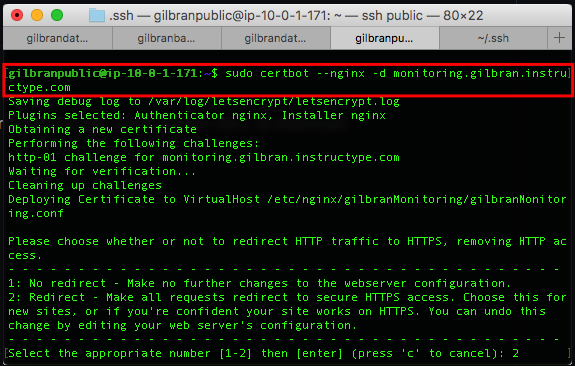 .ssh — gilbranpublic@ip-10-0-1-171: ~ — ssh public — 80×22
gilbrandat... gilbranba... gilbrandat... gilbranpu... ~/.ssh +
[gilbranpublic@ip-10-0-1-171:~$ sudo certbot --nginx -d monitoring.gilbran.instru]
ctype.com
Saving debug log to /var/log/letsencrypt/letsencrypt.log
Plugins selected: Authenticator nginx, Installer nginx
Obtaining a new certificate
Performing the following challenges:
http-01 challenge for monitoring.gilbran.instructype.com
Waiting for verification...
Cleaning up challenges
Deploying Certificate to VirtualHost /etc/nginx/gilbranMonitoring/gilbranMonitor
ing.conf
Please choose whether or not to redirect HTTP traffic to HTTPS, removing HTTP ac
cess.
- - - - - - - - - - - - - - - - - - - - - - - - - - - - - - - - - - - - - - - -
1: No redirect - Make no further changes to the webserver configuration.
2: Redirect - Make all requests redirect to secure HTTPS access. Choose this for
new sites, or if you're confident your site works on HTTPS. You can undo this
change by editing your web server's configuration.
- - - - - - - - - - - - - - - - - - - - - - - - - - - - - - - - - - - - - - - -
[Select the appropriate number [1-2] then [enter] (press 'c' to cancel): 2 ]